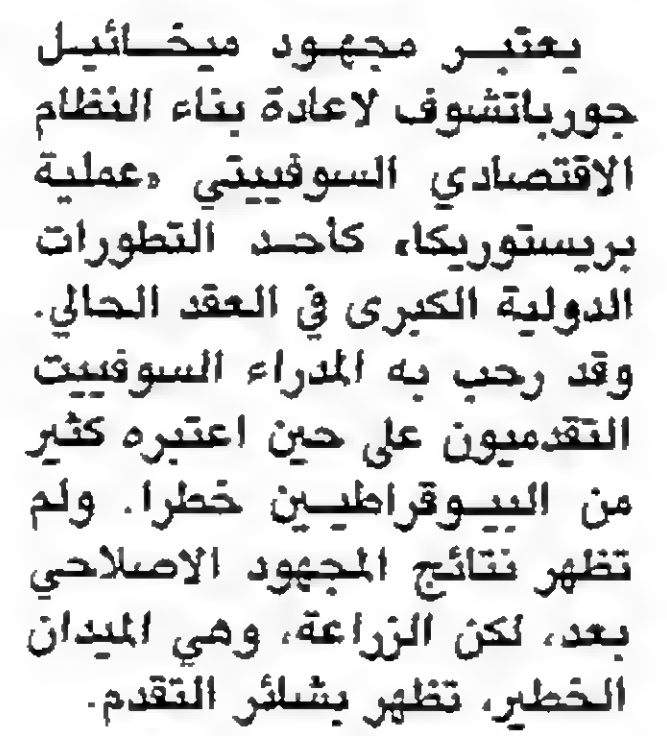 يعتبر مجهود ميخائيل
جورباتشوف لاعادة بناء النظام
الاقتصادي السوفييتي «عملية
بريستوريكا» كأحد التطورات
الدولية الكبرى في العقد الحالي.
وقد رحب به المدراء السوفييت
التقدميون على حين اعتبره كثير
من البيوقراطيين خطرا. ولم
تظهر نتائج المجهود الاصلاحي
بعد، لكن الزراعة، وهي الميدان
الخطير، تظهر بشائر التقدم.